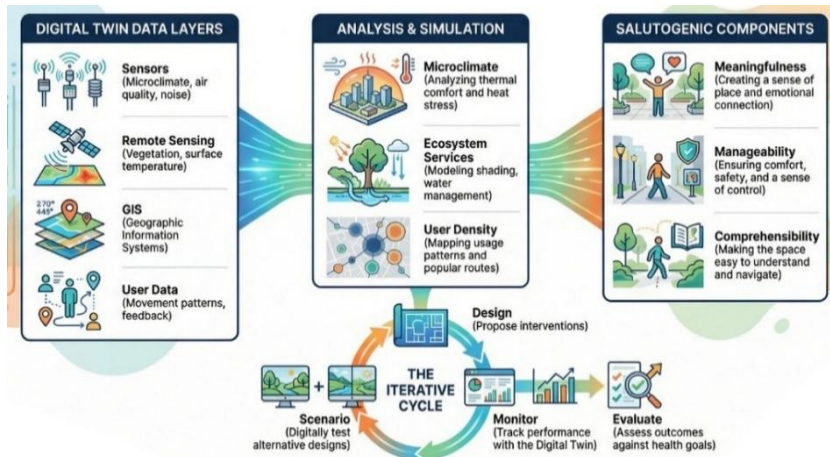 DIGITAL TWIN DATA LAYERS
Sensors
(Microclimate, air
quality, noise)
Remote Sensing
(Vegetation, surface
temperature)
270°
445°
GIS
(Geographic
Information
Systems)
User Data
(Movement patterns,
feedback)
ANALYSIS & SIMULATION
Microclimate
(Analyzing thermal
comfort and heat
stress)
Ecosystem
Services
(Modeling shading,
water
management)
User Density
(Mapping usage
patterns and
popular routes)
SALUTOGENIC COMPONENTS
Meaningfulness
(Creating a sense of
place and emotional
connection)
Manageability
(Ensuring comfort,
safety, and a sense
of control)
Comprehensibility
(Making the space
easy to understand
and navigate)
Design
(Propose interventions)
THE
ITERATIVE
CYCLE
Scenario
(Digitally test
alternative designs)
Monitor
(Track performance
with the Digital Twin)
Evaluate
(Assess outcomes
against health goals)